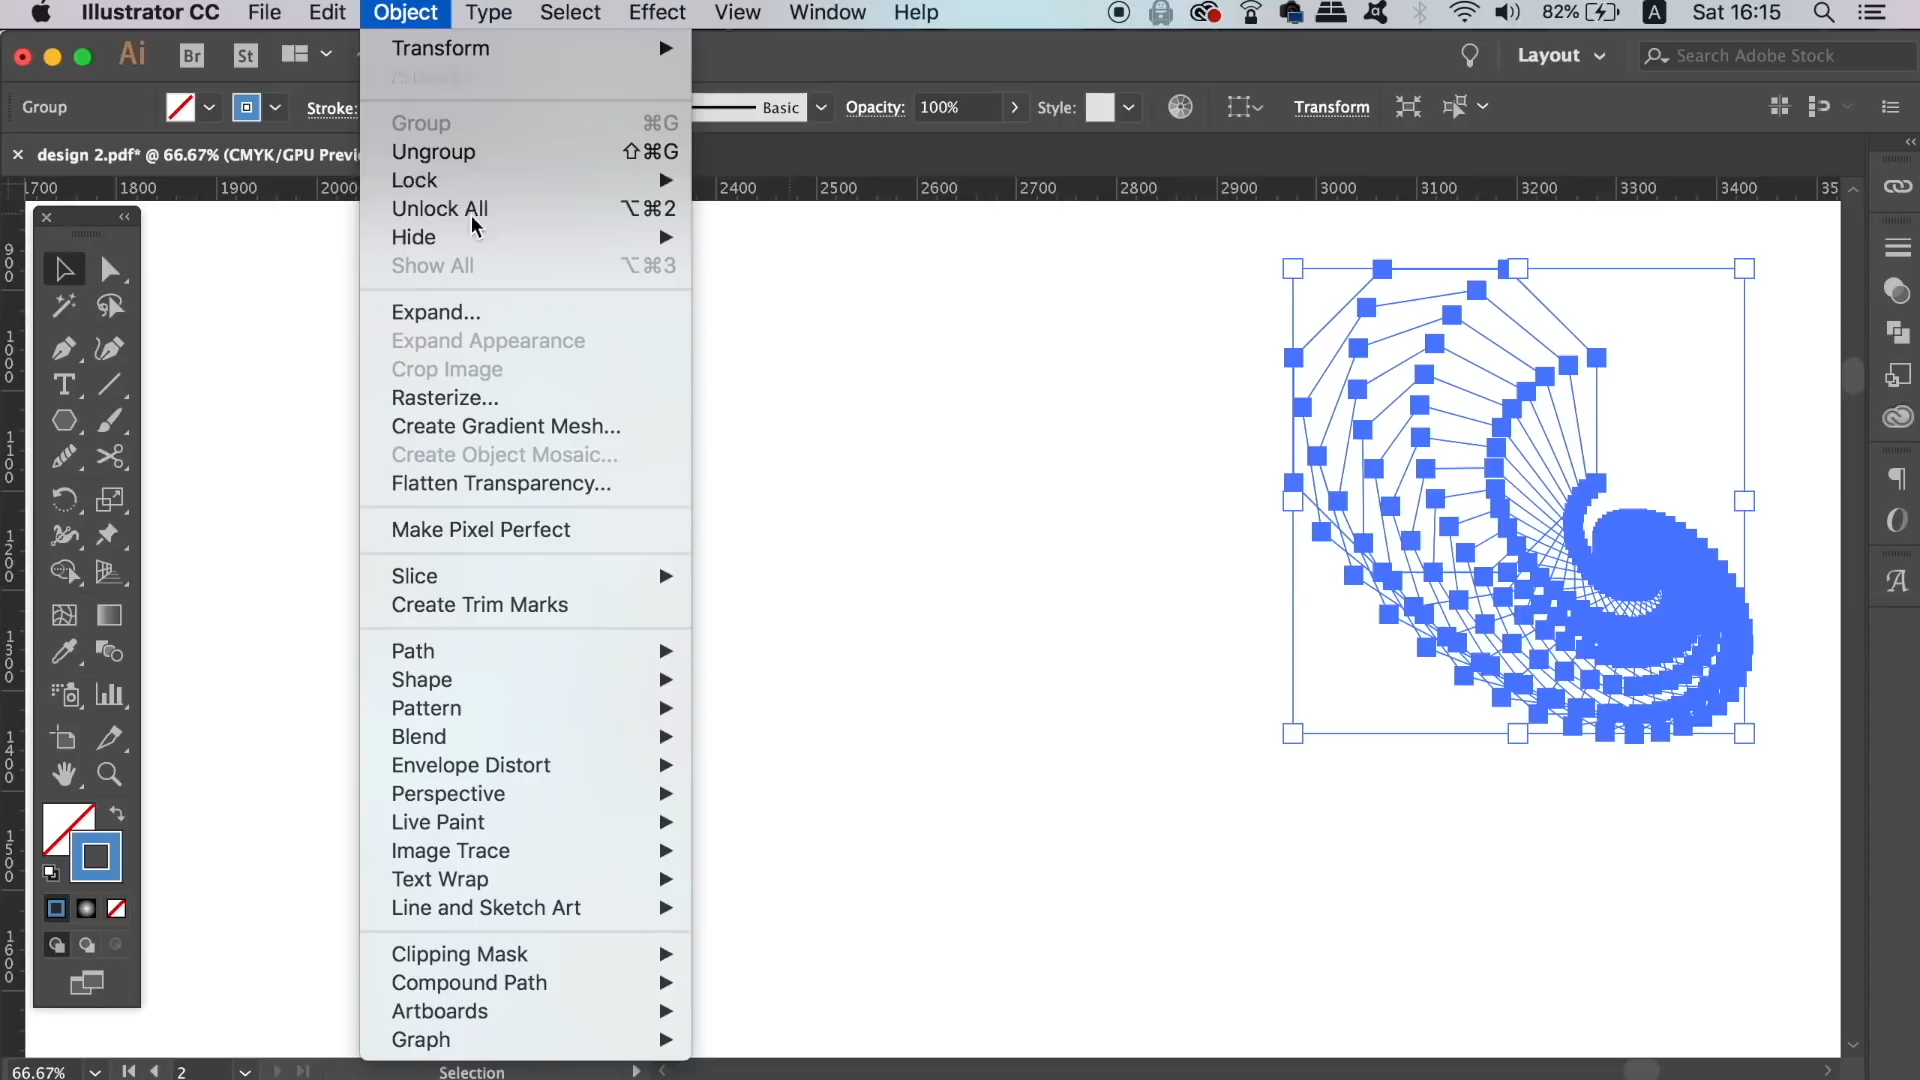 Illustrator CC File Edit Object Type Select Effect View Window Help 82% A Sat 16:15
Ai Br St Layout Search Adobe Stock
Group Stroke: Basic Opacity: 100% Style: Transform
design 2.pdf* @ 66.67% (CMYK/GPU Previ
1700 1800 1900 2000 2400 2500 2600 2700 2800 2900 3000 3100 3200 3300 3400 35
Transform
Group ⌘G
Ungroup ⇧⌘G
Lock
Unlock All ⌥⌘2
Hide
Show All ⌥⌘3
Expand...
Expand Appearance
Crop Image
Rasterize...
Create Gradient Mesh...
Create Object Mosaic...
Flatten Transparency...
Make Pixel Perfect
Slice
Create Trim Marks
Path
Shape
Pattern
Blend
Envelope Distort
Perspective
Live Paint
Image Trace
Text Wrap
Line and Sketch Art
Clipping Mask
Compound Path
Artboards
Graph
900
1000
1100
1200
1300
1400
1500
1600
66.67% 2 Selection